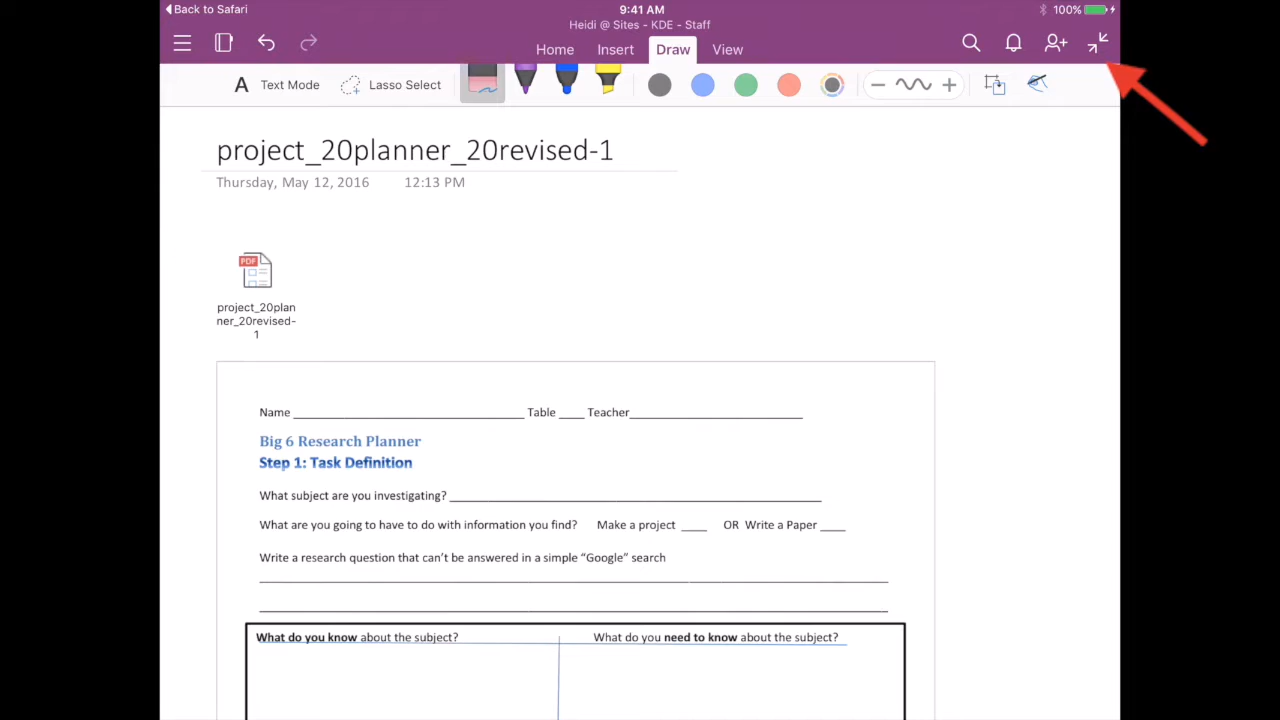 Back to Safari
9:41 AM
100%
Heidi @ Sites - KDE - Staff
Home Insert Draw View
A Text Mode Lasso Select
project_20planner_20revised-1
Thursday, May 12, 2016 12:13 PM
PDF
project_20plan
ner_20revised-
1
Name ______________________________ Table ____ Teacher______________________
Big 6 Research Planner
Step 1: Task Definition
What subject are you investigating? ______________________________
What are you going to have to do with information you find? Make a project ____ OR Write a Paper ____
Write a research question that can't be answered in a simple “Google” search
What do you know about the subject? What do you need to know about the subject?